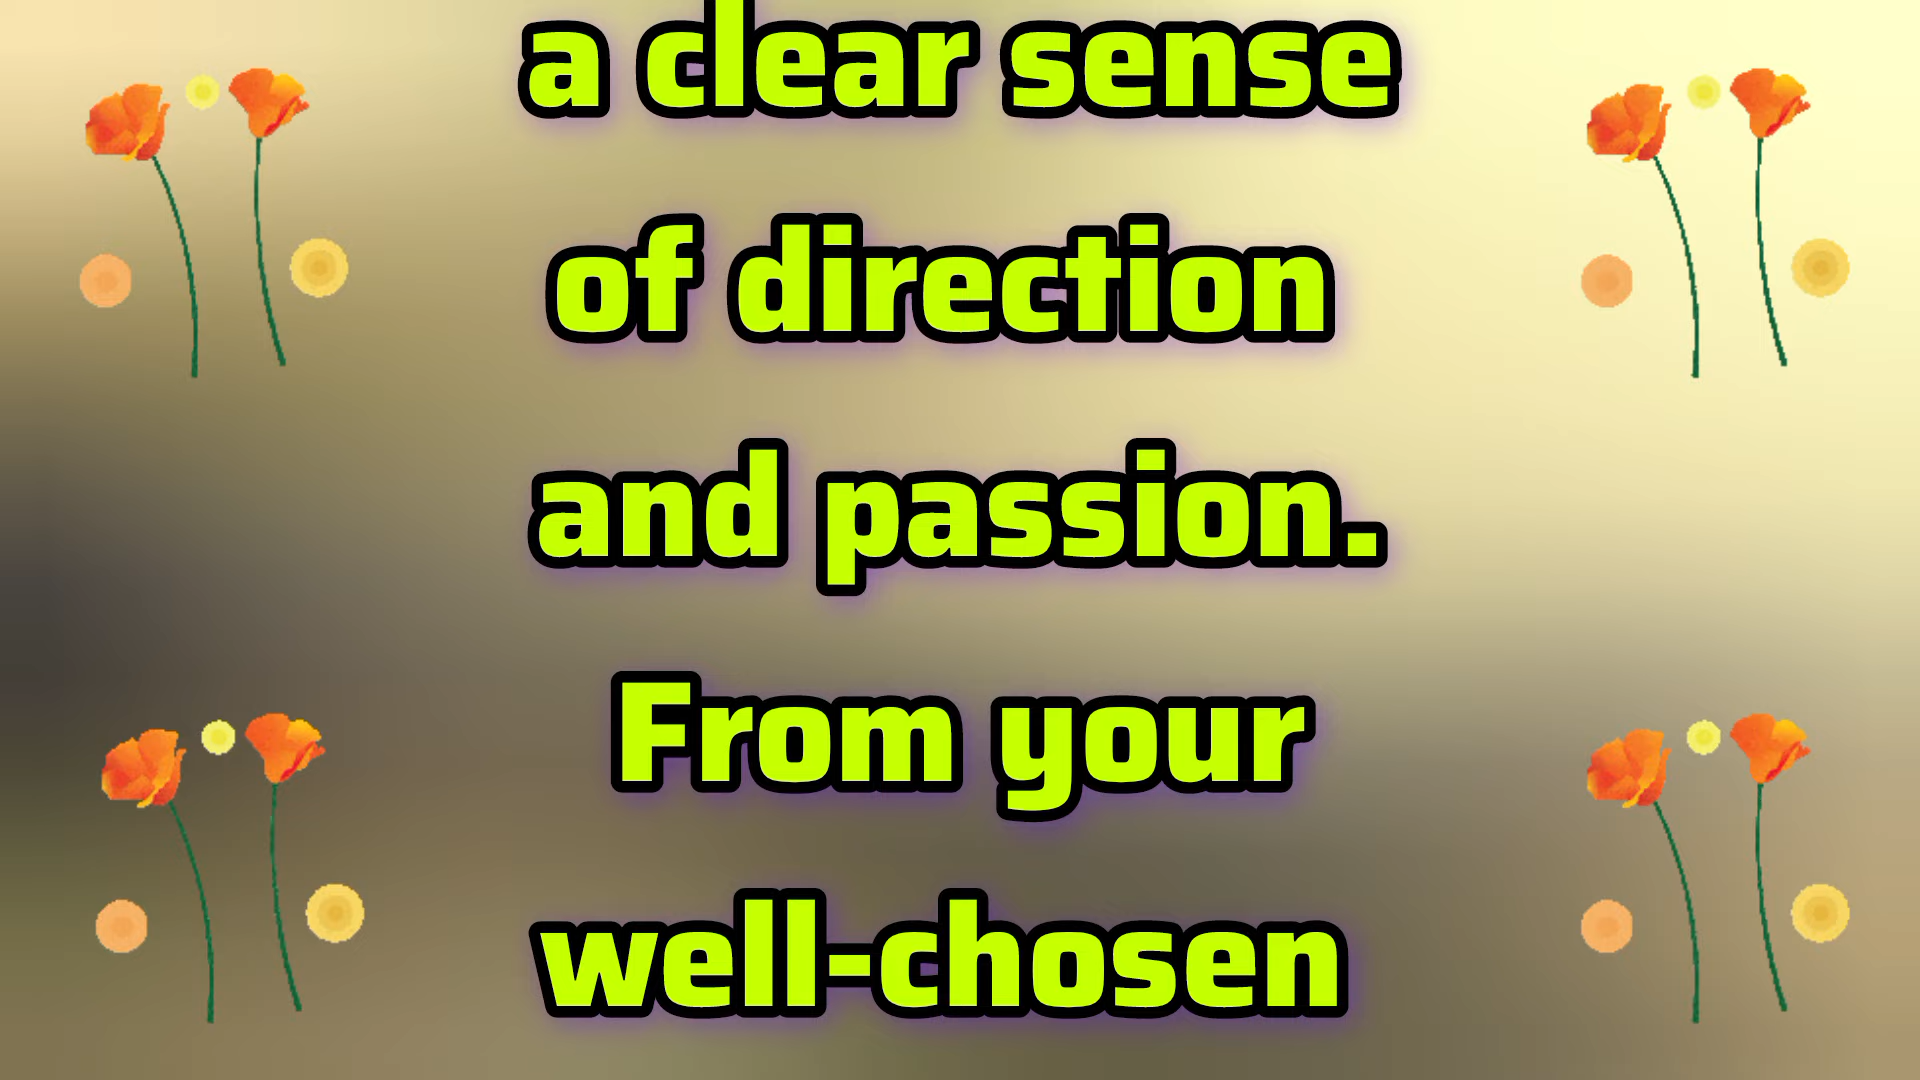 a clear sense
of direction
and passion.
From your
well-chosen